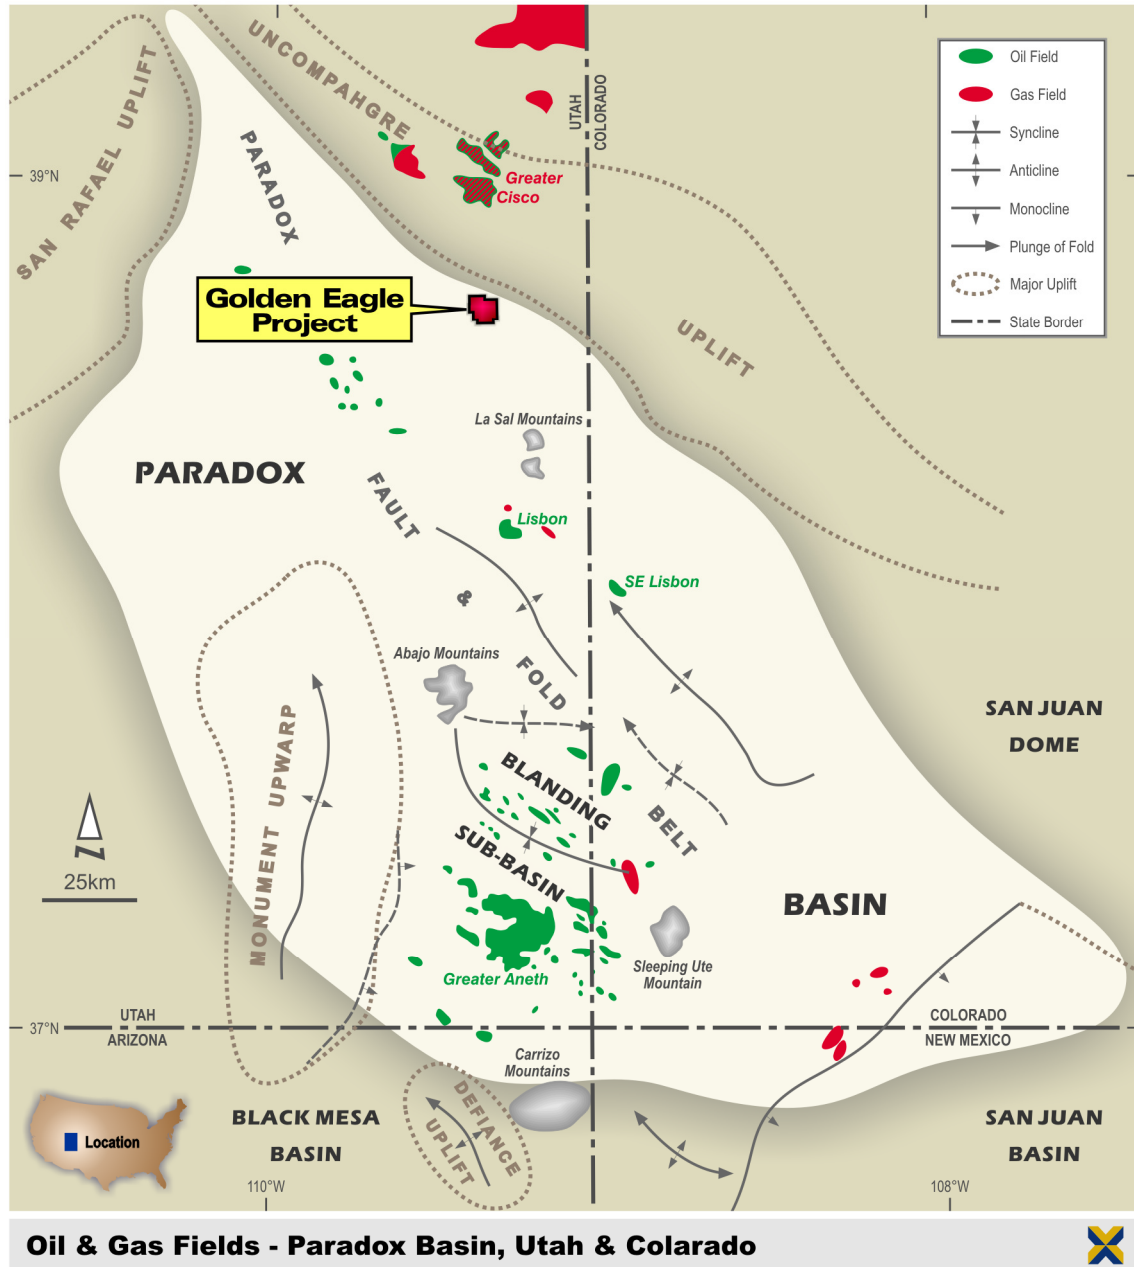 UNCOMPAHGRE
SAN RAFAEL UPLIFT
UTAH
COLORADO
Oil Field
Gas Field
Syncline
Anticline
Monocline
Plunge of Fold
Major Uplift
State Border
39°N
PARADOX
Greater
Cisco
Golden Eagle
Project
UPLIFT
La Sal Mountains
PARADOX
FAULT
Lisbon
SE Lisbon
&
Abajo Mountains
FOLD
SAN JUAN
DOME
MONUMENT UPWARP
BLANDING
BELT
SUB-BASIN
N
25km
BASIN
Sleeping Ute
Mountain
Greater Aneth
37°N
UTAH
ARIZONA
COLORADO
NEW MEXICO
Carrizo
Mountains
DEFIANCE
UPLIFT
Location
BLACK MESA
BASIN
SAN JUAN
BASIN
110°W
108°W
Oil & Gas Fields - Paradox Basin, Utah & Colarado